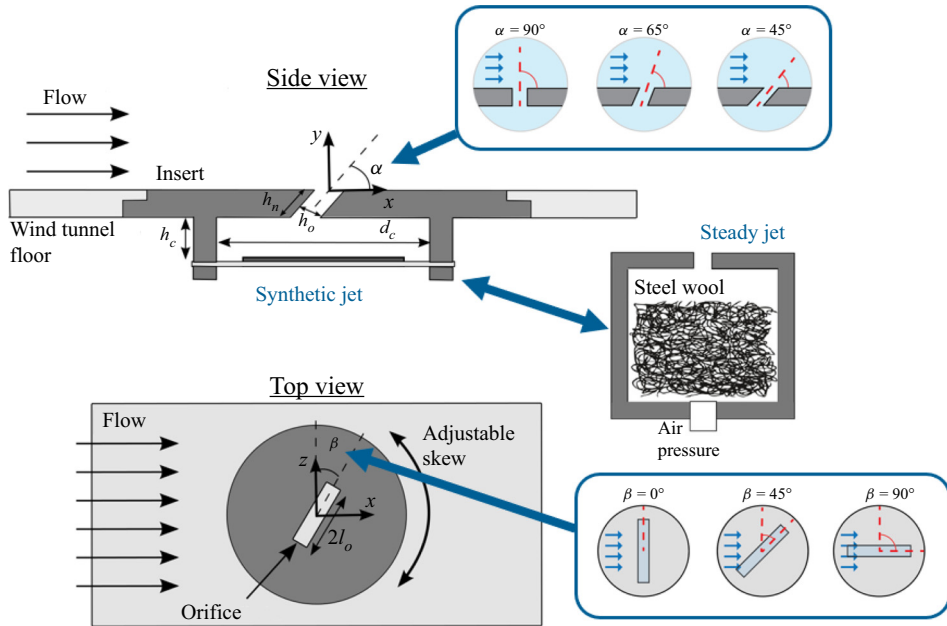 α = 90°
α = 65°
α = 45°
Side view
Flow
y
α
Insert
x
h_n
h_o
Wind tunnel
floor
h_c
d_c
Synthetic jet
Steady jet
Steel wool
Air
pressure
Top view
Flow
β
Adjustable
skew
z
x
2l_o
Orifice
β = 0°
β = 45°
β = 90°